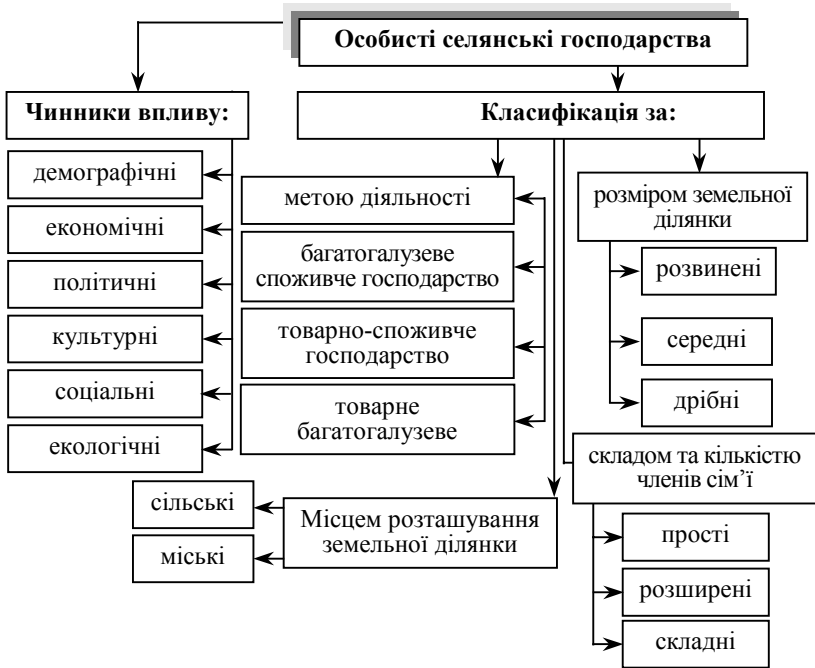 Особисті селянські господарства
Чинники впливу:
демографічні
економічні
політичні
культурні
соціальні
екологічні
Класифікація за:
метою діяльності
багатогалузеве
споживче господарство
товарно-споживче
господарство
товарне
багатогалузеве
розміром земельної
ділянки
розвинені
середні
дрібні
складом та кількістю
членів сім’ї
прості
розширені
складні
Місцем розташування
земельної ділянки
сільські
міські